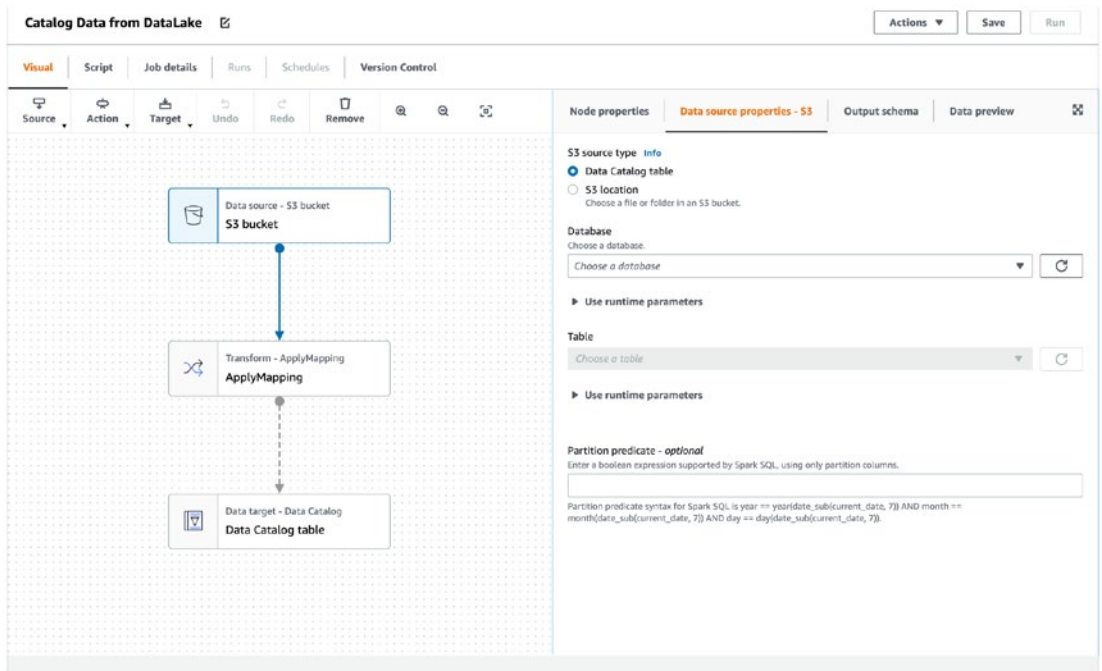 Catalog Data from DataLake
Actions
Save
Run
Visual
Script
Job details
Runs
Schedules
Version Control
Source
Action
Target
Undo
Redo
Remove
Data source - S3 bucket
S3 bucket
Transform - ApplyMapping
ApplyMapping
Data target - Data Catalog
Data Catalog table
Node properties
Data source properties - S3
Output schema
Data preview
S3 source type Info
Data Catalog table
S3 location
Choose a file or folder in an S3 bucket.
Database
Choose a database.
Choose a database
Use runtime parameters
Table
Choose a table
Use runtime parameters
Partition predicate - optional
Enter a boolean expression supported by Spark SQL, using only partition columns.
Partition predicate syntax for Spark SQL is year == year(date_sub(current_date, 7)) AND month ==
month(date_sub(current_date, 7)) AND day == day(date_sub(current_date, 7)).